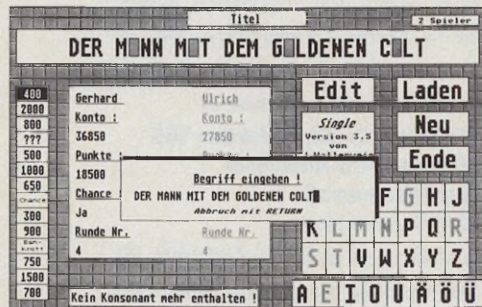 Titel
2 Spieler
DER M▒NN M▒T DEM G▒LDENEN C▒LT
400
2000
800
???
500
1000
650
Chance
300
900
Bankrott
750
1500
700
Gerhard
Konto :
36850
Punkte :
18500
Chance
Ja
Runde Nr.
4
Ulrich
Konto :
27850
Runde Nr.
4
Begriff eingeben !
DER MANN MIT DEM GOLDENEN COLT
Abbruch mit RETURN
Kein Konsonant mehr enthalten !
Edit
Laden
Single
Version 3.5
von
Neu
Ende
F G H J
K L M N P Q R
S T V W X Y Z
A E I O U Ä Ö Ü